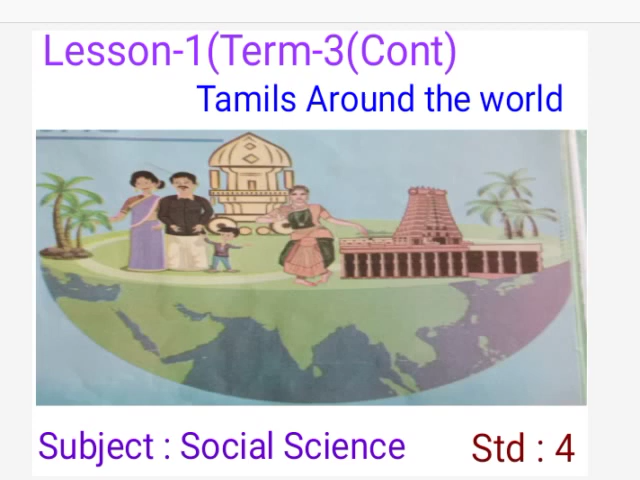 Lesson-1(Term-3(Cont)
Tamils Around the world
Subject : Social Science
Std : 4